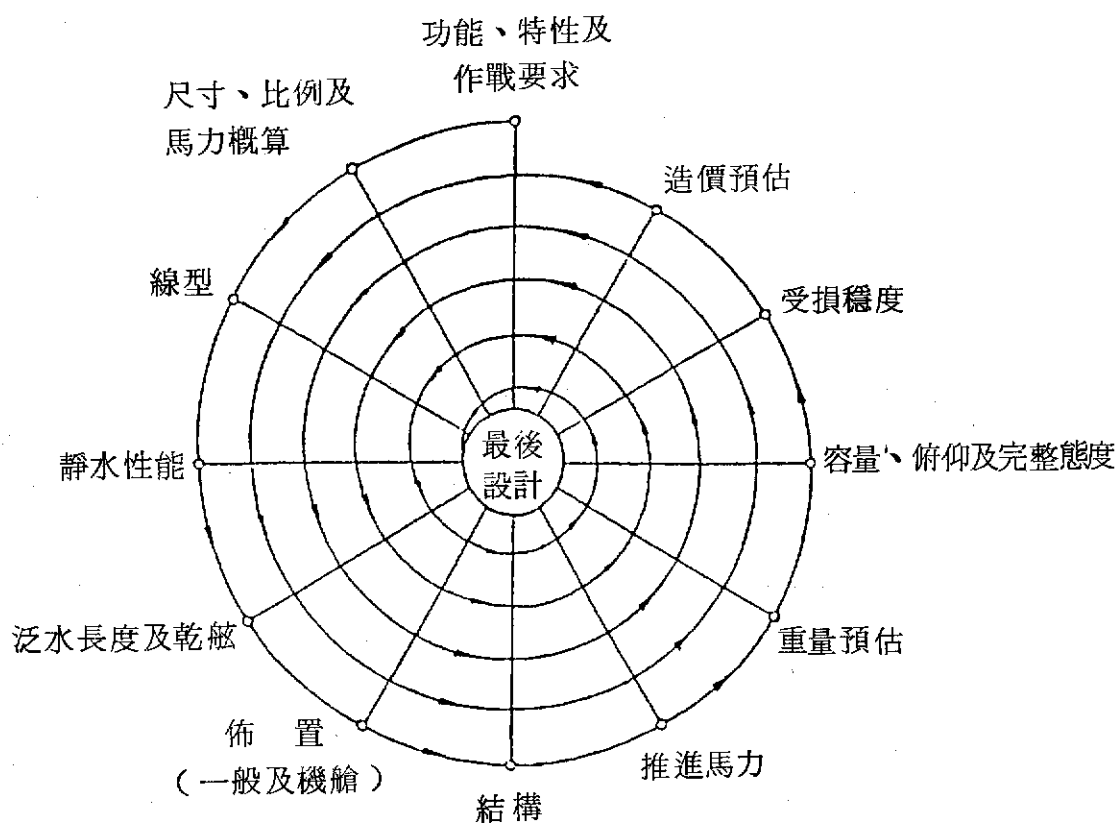 功能、特性及
作戰要求
尺寸、比例及
馬力概算
造價預估
線型
受損穩度
最後
設計
靜水性能
容量、俯仰及完整態度
泛水長度及乾舷
重量預估
佈置
(一般及機艙)
推進馬力
結構